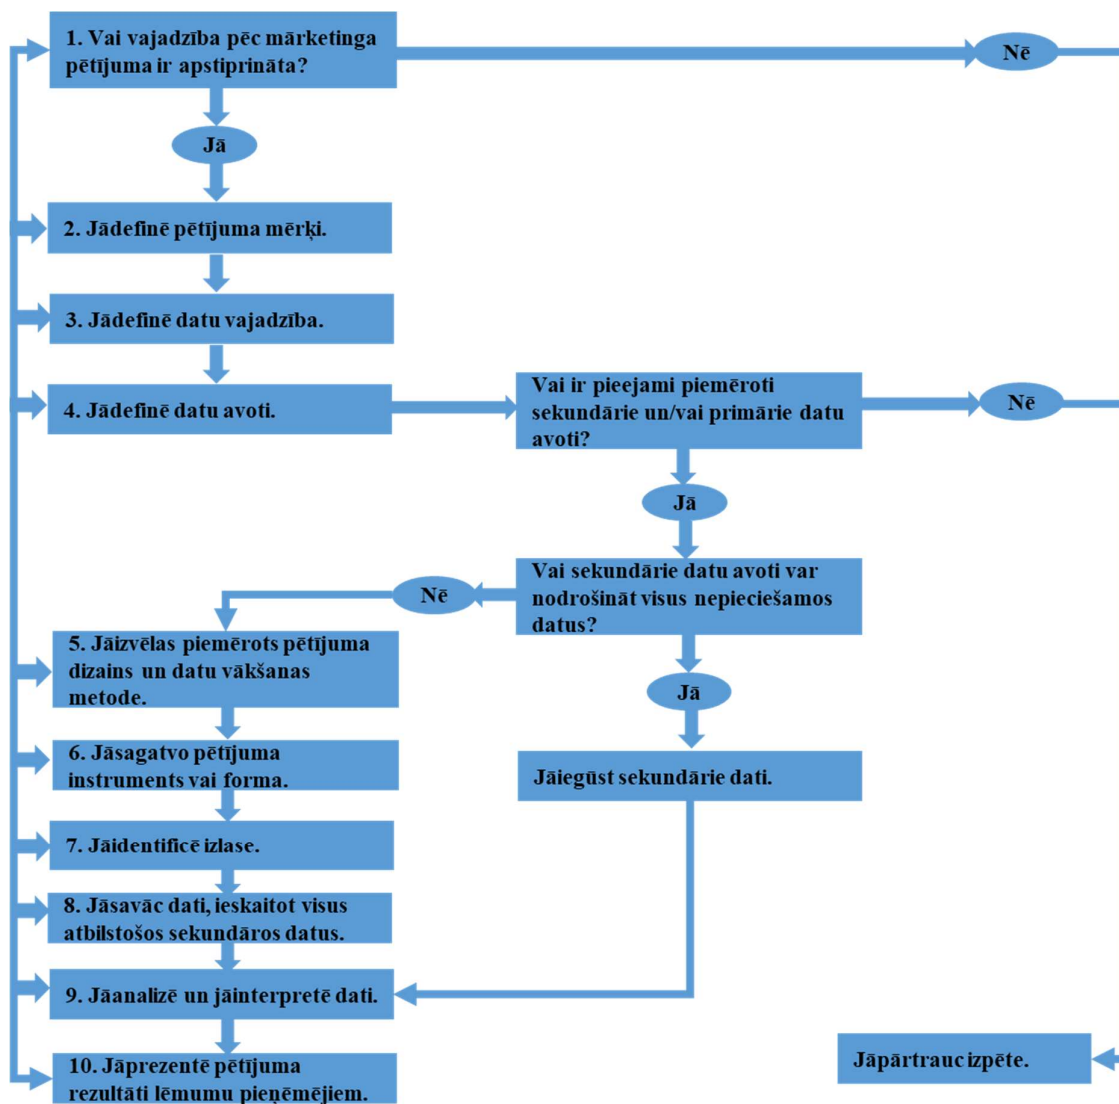 1. Vai vajadzība pēc mārketinga
pētījuma ir apstiprināta?
Nē
Jā
2. Jādefinē pētījuma mērķi.
3. Jādefinē datu vajadzība.
4. Jādefinē datu avoti.
Vai ir pieejami piemēroti
sekundārie un/vai primārie datu
avoti?
Nē
Jā
Vai sekundārie datu avoti var
nodrošināt visus nepieciešamos
datus?
Nē
Jā
5. Jāizvēlas piemērots pētījuma
dizains un datu vākšanas
metode.
6. Jāsagatvo pētījuma
instruments vai forma.
Jāiegūst sekundārie dati.
7. Jāidentificē izlase.
8. Jāsavāc dati, ieskaitot visus
atbilstošos sekundāros datus.
9. Jāanalizē un jāinterpretē dati.
10. Jāprezentē pētījuma
rezultāti lēmumu pieņēmējiem.
Jāpārtrauc izpēte.